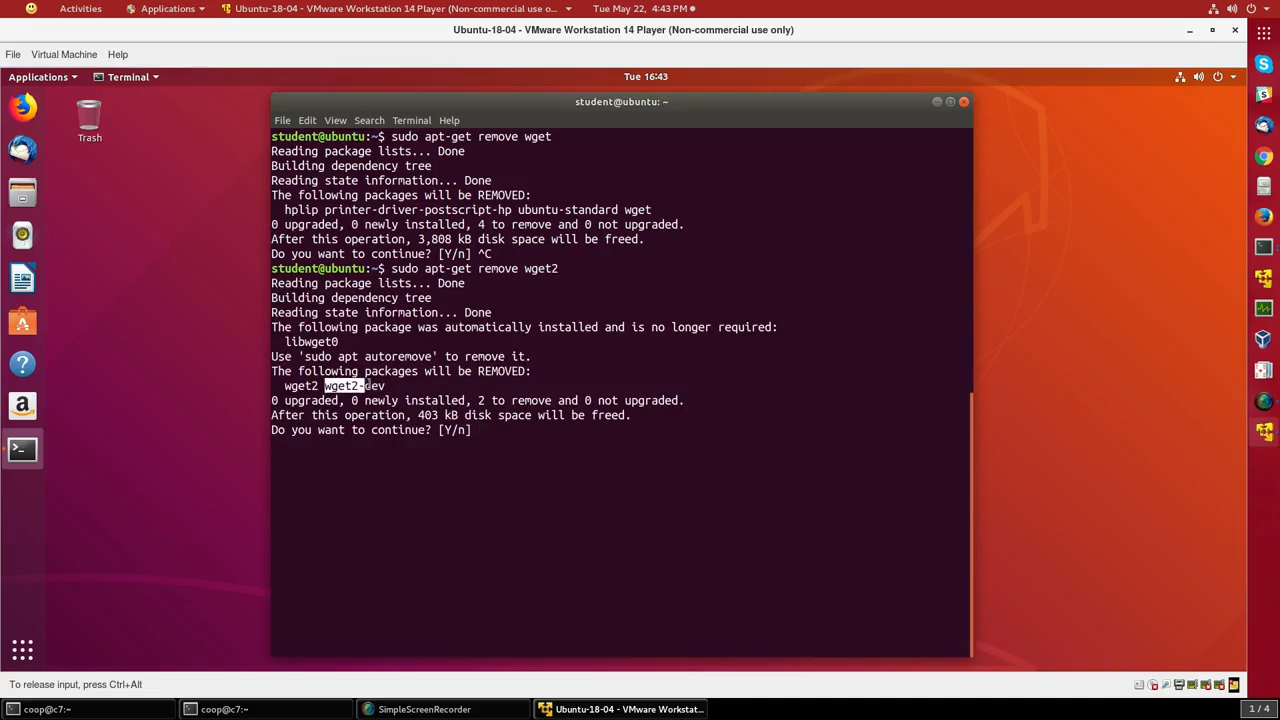 Activities Applications Ubuntu-18-04 - VMware Workstation 14 Player (Non-commercial use o... Tue May 22, 4:43 PM
Ubuntu-18-04 - VMware Workstation 14 Player (Non-commercial use only)
File Virtual Machine Help
Applications Terminal Tue 16:43
Trash
student@ubuntu: ~
File Edit View Search Terminal Help
student@ubuntu:~$ sudo apt-get remove wget
Reading package lists... Done
Building dependency tree
Reading state information... Done
The following packages will be REMOVED:
hplip printer-driver-postscript-hp ubuntu-standard wget
0 upgraded, 0 newly installed, 4 to remove and 0 not upgraded.
After this operation, 3,808 kB disk space will be freed.
Do you want to continue? [Y/n] ^C
student@ubuntu:~$ sudo apt-get remove wget2
Reading package lists... Done
Building dependency tree
Reading state information... Done
The following package was automatically installed and is no longer required:
libwget0
Use 'sudo apt autoremove' to remove it.
The following packages will be REMOVED:
wget2 wget2-dev
0 upgraded, 0 newly installed, 2 to remove and 0 not upgraded.
After this operation, 403 kB disk space will be freed.
Do you want to continue? [Y/n]
To release input, press Ctrl+Alt
coop@c7:~ coop@c7:~ SimpleScreenRecorder Ubuntu-18-04 - VMware Workstat... 1 / 4